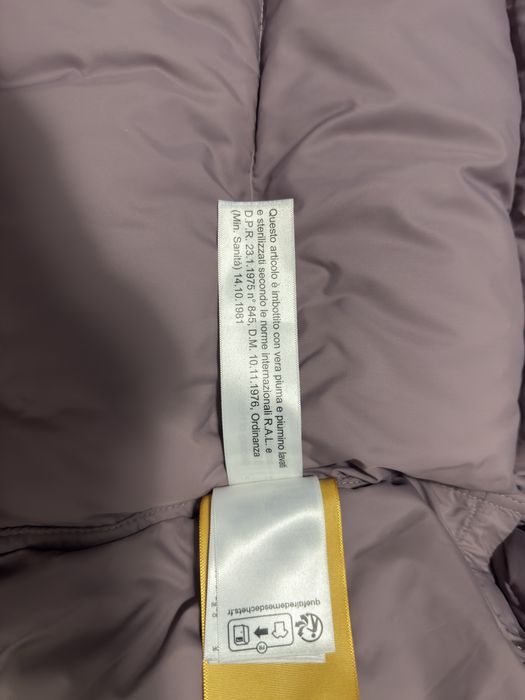 Questo articolo è imbottito con vera piuma e piumino lavati
e sterilizzati secondo le norme internazionali R.A.L. e
D.P.R. 23.1.1975 n° 845, D.M. 10.11.1976, Ordinanza
(Min. Sanità) 14.10.1981
FR
quefairedemesdechets.fr